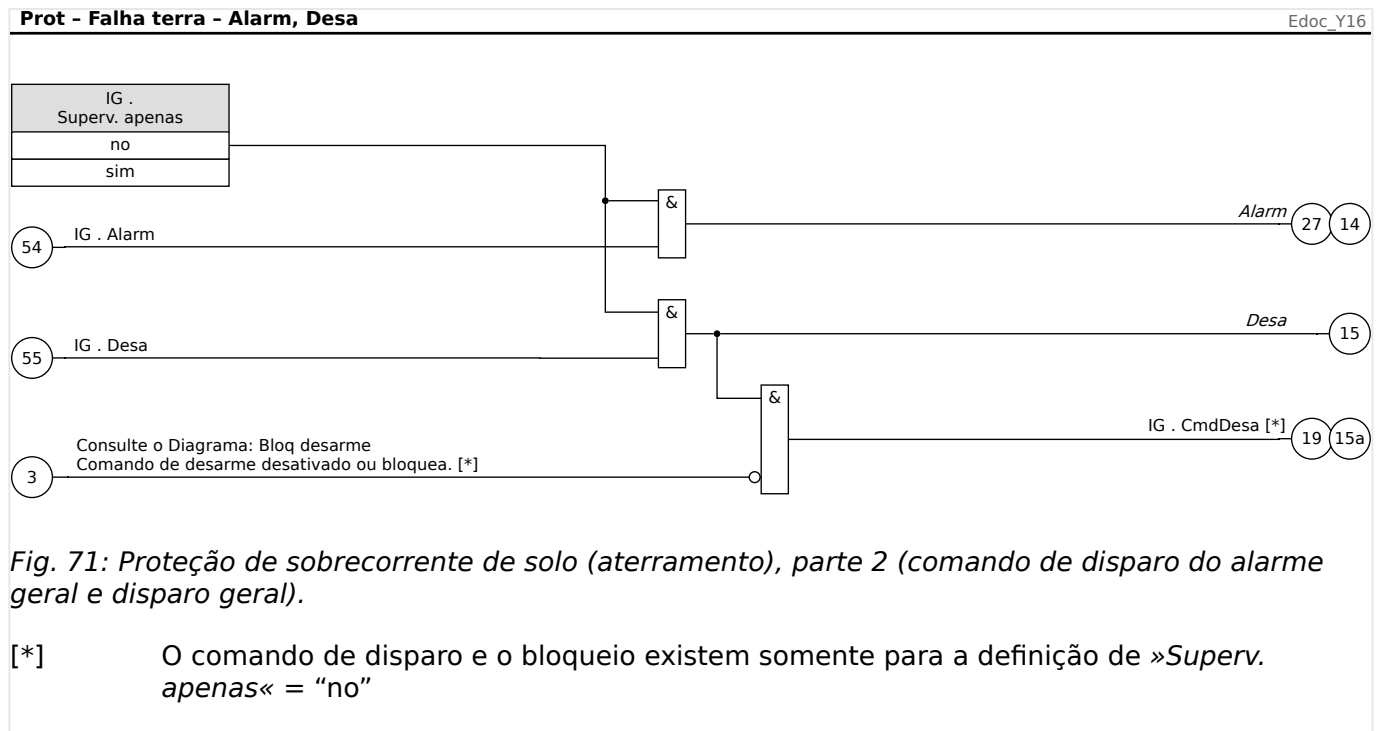 Prot – Falha terra – Alarm, Desa
Edoc_Y16
IG .
Superv. apenas
no
sim
&
Alarm
27
14
54
IG . Alarm
&
Desa
15
55
IG . Desa
&
IG . CmdDesa [*]
19
15a
Consulte o Diagrama: Bloq desarme
Comando de desarme desativado ou bloquea. [*]
3
Fig. 71: Proteção de sobrecorrente de solo (aterramento), parte 2 (comando de disparo do alarme
geral e disparo geral).
[*] O comando de disparo e o bloqueio existem somente para a definição de »Superv.
apenas« = “no”